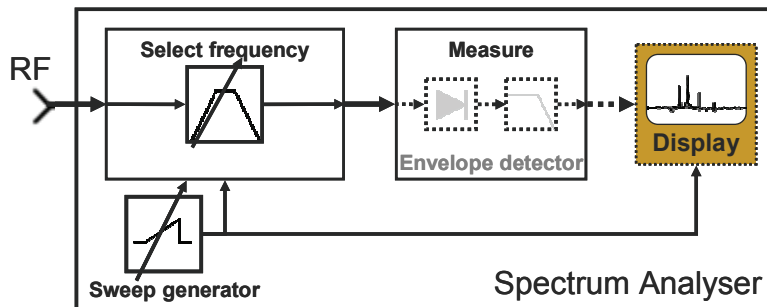 RF
Select frequency
Measure
Envelope detector
Display
Sweep generator
Spectrum Analyser